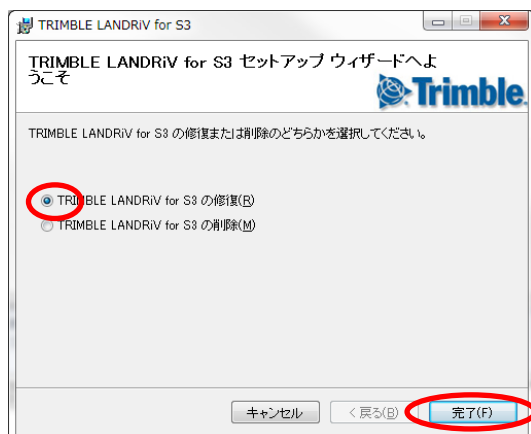 TRIMBLE LANDRiV for S3
TRIMBLE LANDRiV for S3 セットアップ ウィザードへよ
うこそ
Trimble.
TRIMBLE LANDRiV for S3 の修復または削除のどちらかを選択してください。
TRIMBLE LANDRiV for S3 の修復(R)
TRIMBLE LANDRiV for S3 の削除(M)
キャンセル
< 戻る(B)
完了(F)